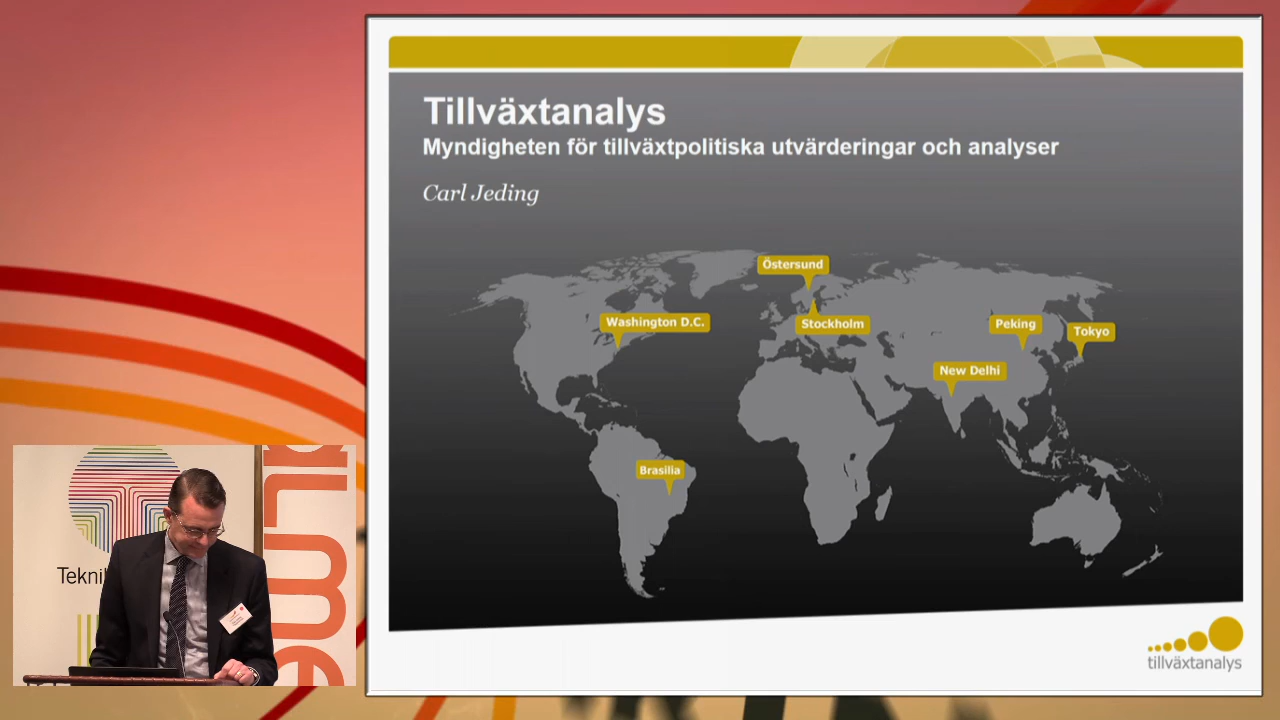 Tillväxtanalys
Myndigheten för tillväxtpolitiska utvärderingar och analyser
Carl Jeding
Östersund
Washington D.C.
Stockholm
Peking
Tokyo
New Delhi
Brasilia
tillväxtanalys
Tekni
alme